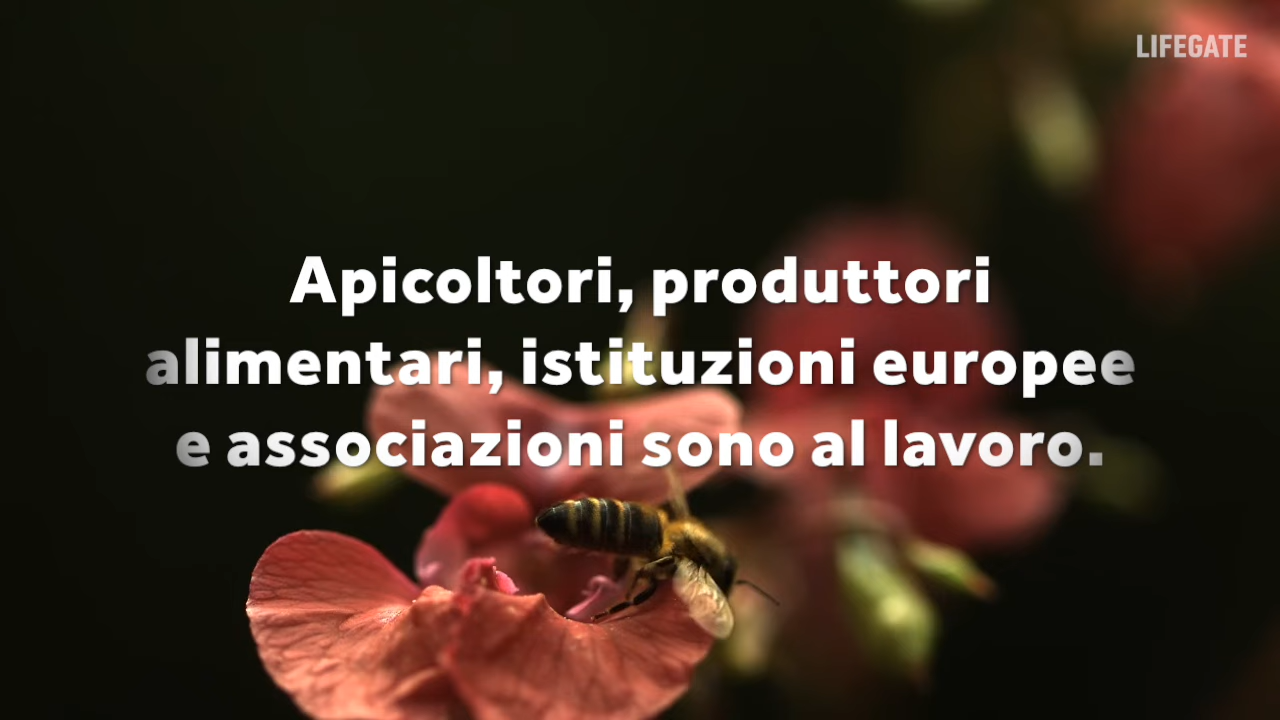 LIFEGATE
Apicoltori, produttori
alimentari, istituzioni europee
e associazioni sono al lavoro.